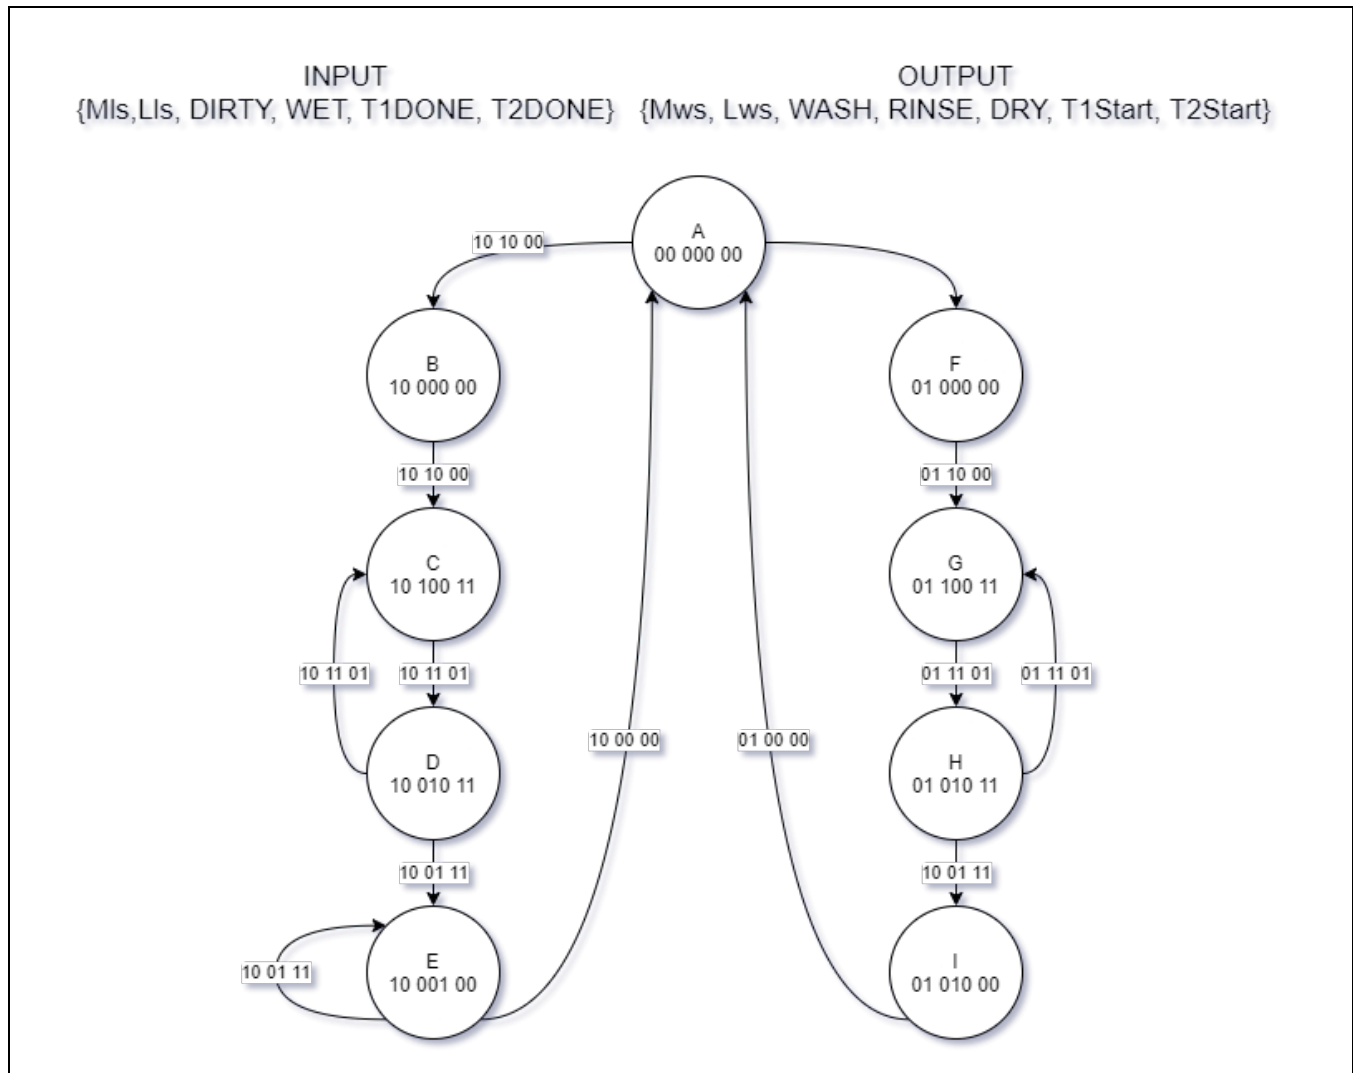 INPUT
{Mls,Lls, DIRTY, WET, T1DONE, T2DONE}
OUTPUT
{Mws, Lws, WASH, RINSE, DRY, T1Start, T2Start}
A
00 000 00
10 10 00
B
10 000 00
F
01 000 00
10 10 00
01 10 00
C
10 100 11
G
01 100 11
10 11 01
10 11 01
01 11 01
01 11 01
10 00 00
01 00 00
D
10 010 11
H
01 010 11
10 01 11
10 01 11
E
10 001 00
10 01 11
I
01 010 00